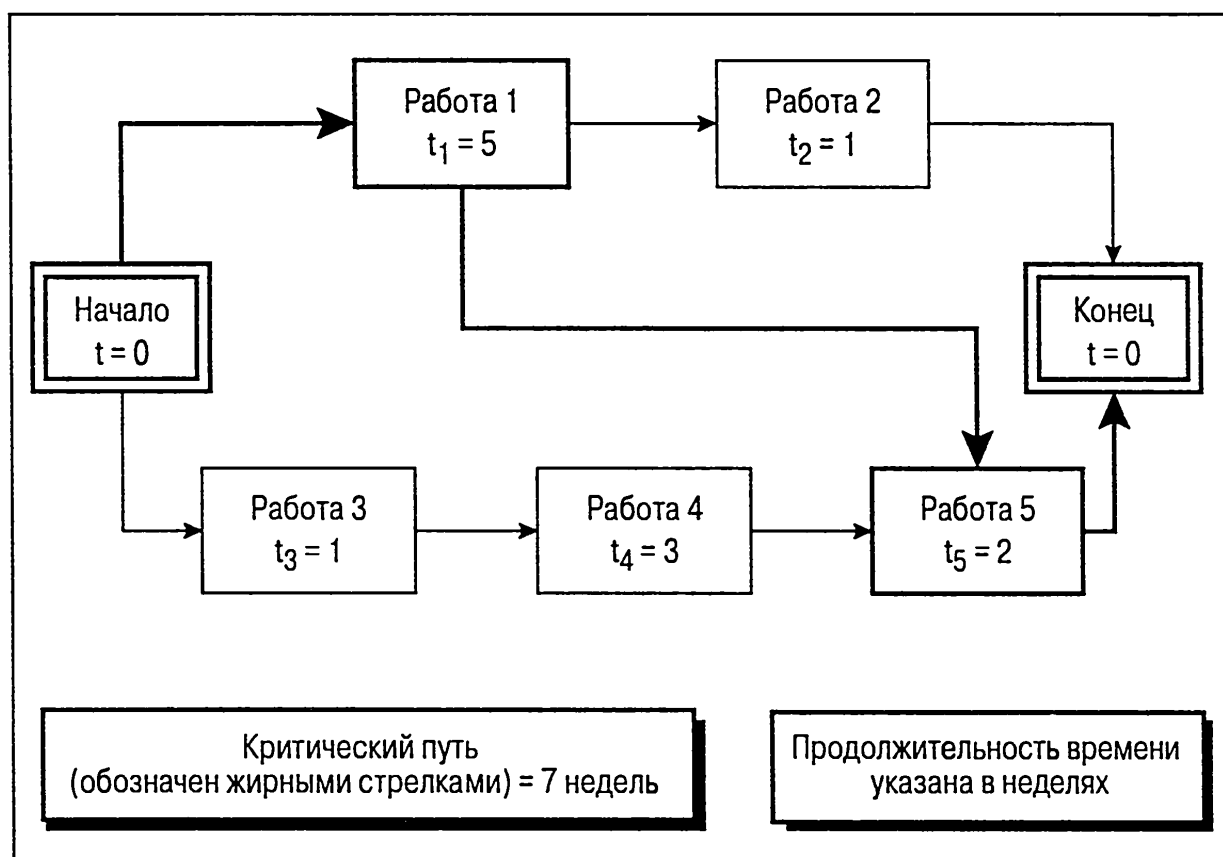 Работа 1
t₁ = 5
Работа 2
t₂ = 1
Начало
t = 0
Конец
t = 0
Работа 3
t₃ = 1
Работа 4
t₄ = 3
Работа 5
t₅ = 2
Критический путь
(обозначен жирными стрелками) = 7 недель
Продолжительность времени
указана в неделях